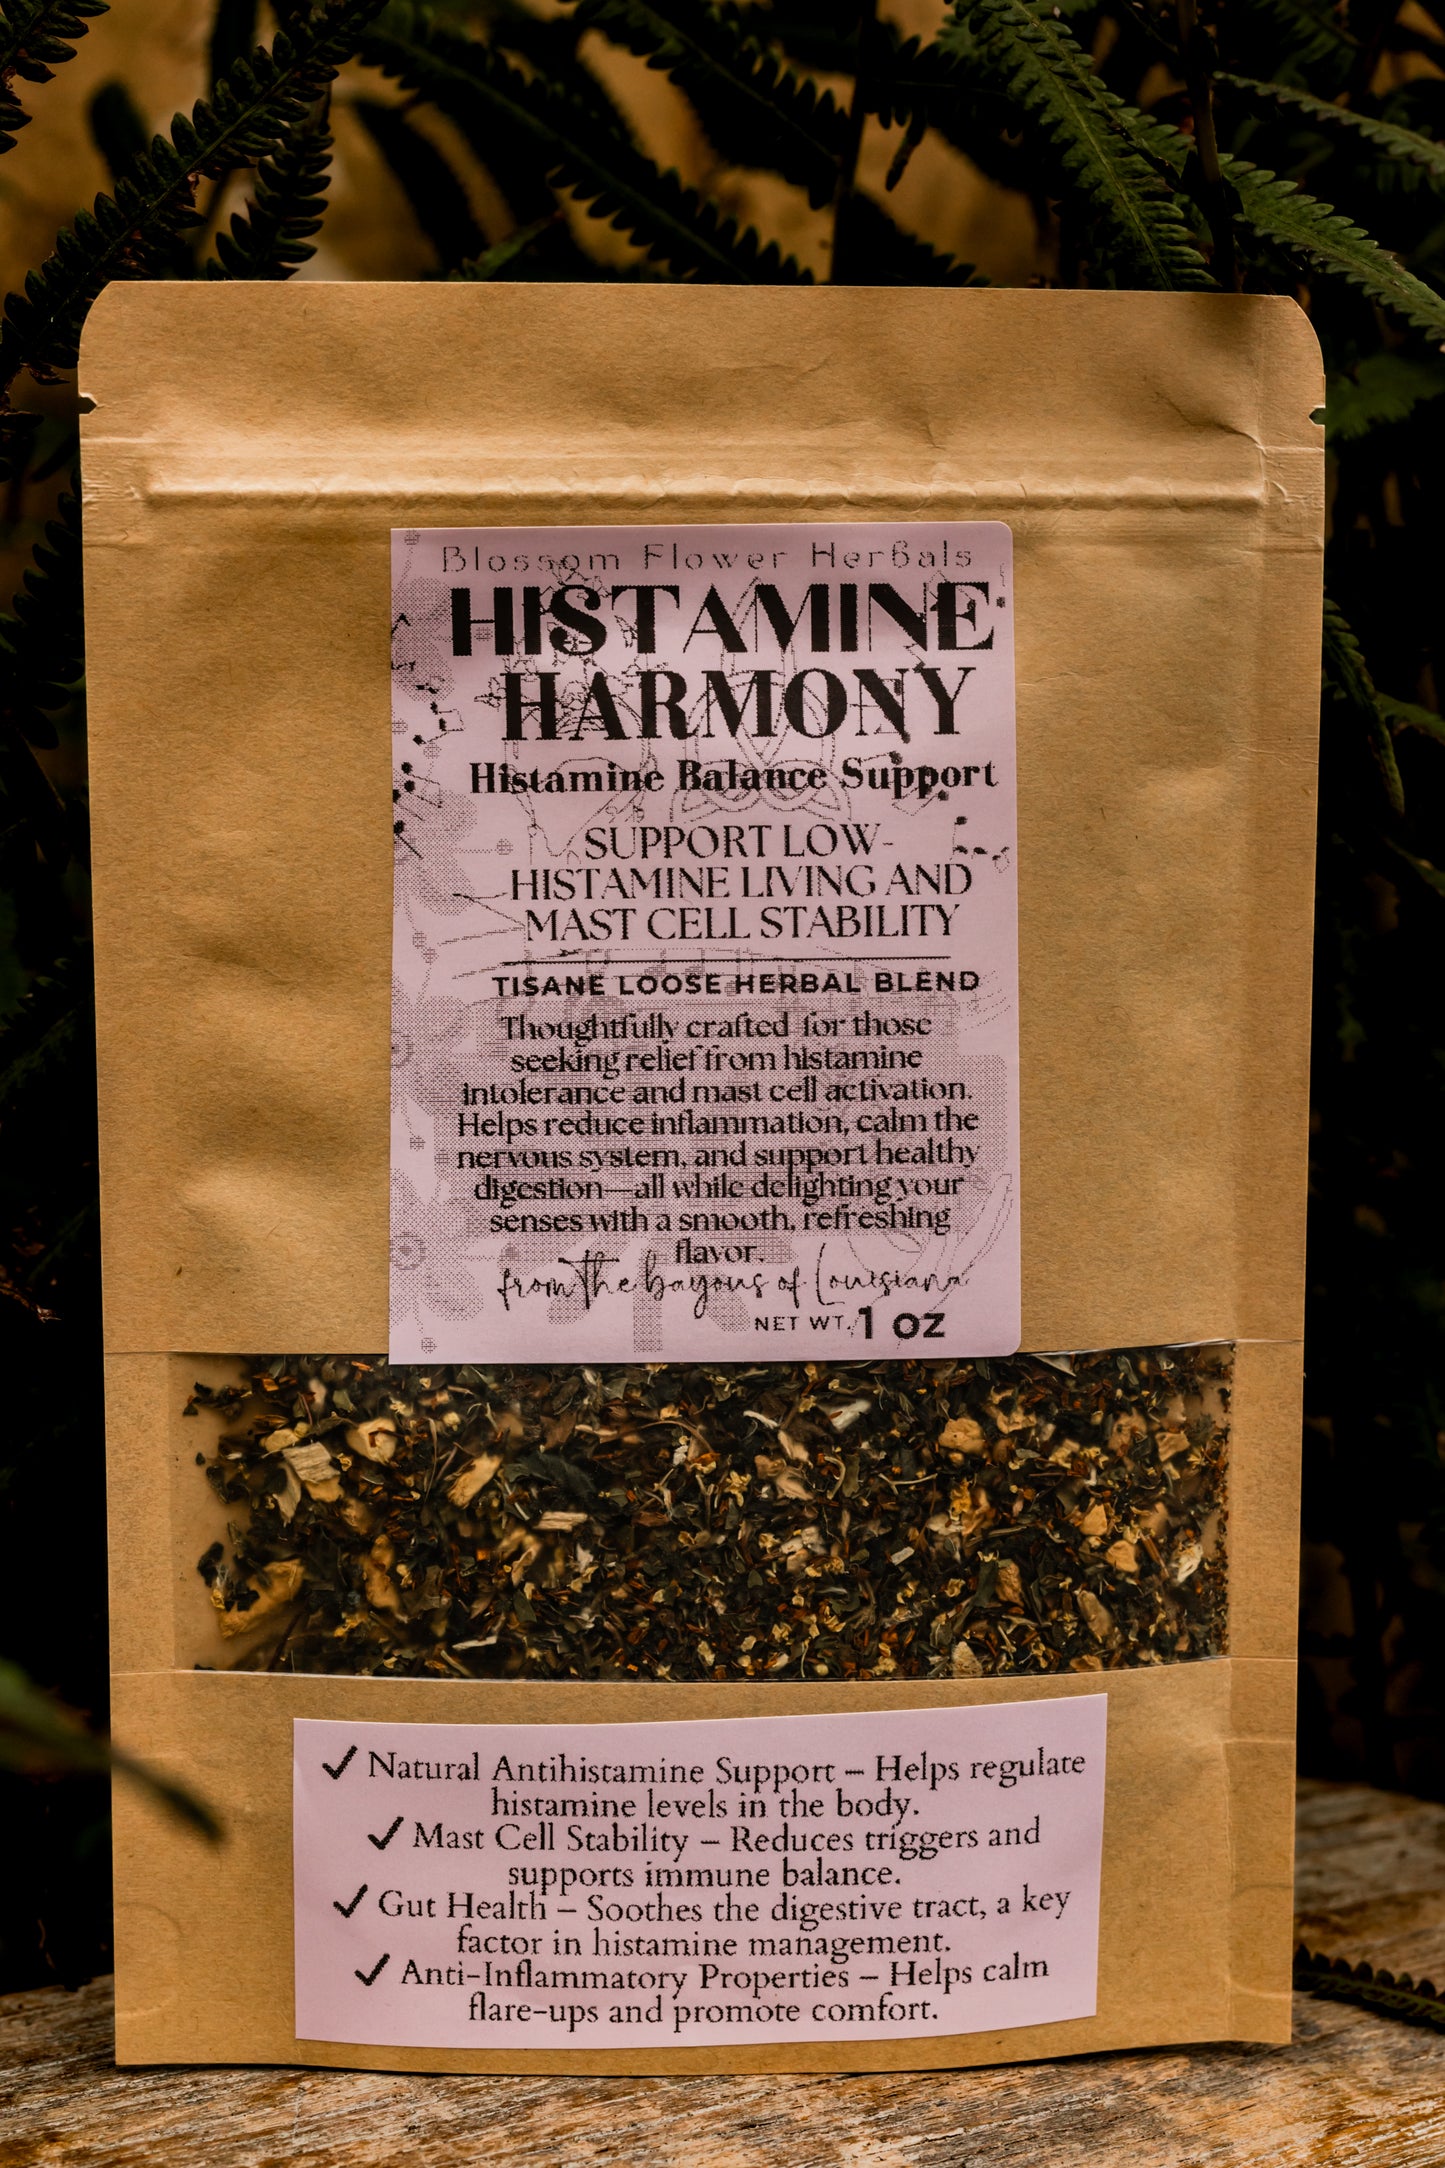 Blossom Flower Herbals
HISTAMINE
HARMONY
Histamine Balance Support
SUPPORT LOW-
HISTAMINE LIVING AND
MAST CELL STABILITY
TISANE LOOSE HERBAL BLEND
Thoughtfully crafted for those
seeking relief from histamine
intolerance and mast cell activation.
Helps reduce inflammation, calm the
nervous system, and support healthy
digestion—all while delighting your
senses with a smooth, refreshing
flavor.
from the bayous of Louisiana
NET WT. 1 OZ
✓ Natural Antihistamine Support – Helps regulate
histamine levels in the body.
✓ Mast Cell Stability – Reduces triggers and
supports immune balance.
✓ Gut Health – Soothes the digestive tract, a key
factor in histamine management.
✓ Anti-Inflammatory Properties – Helps calm
flare-ups and promote comfort.